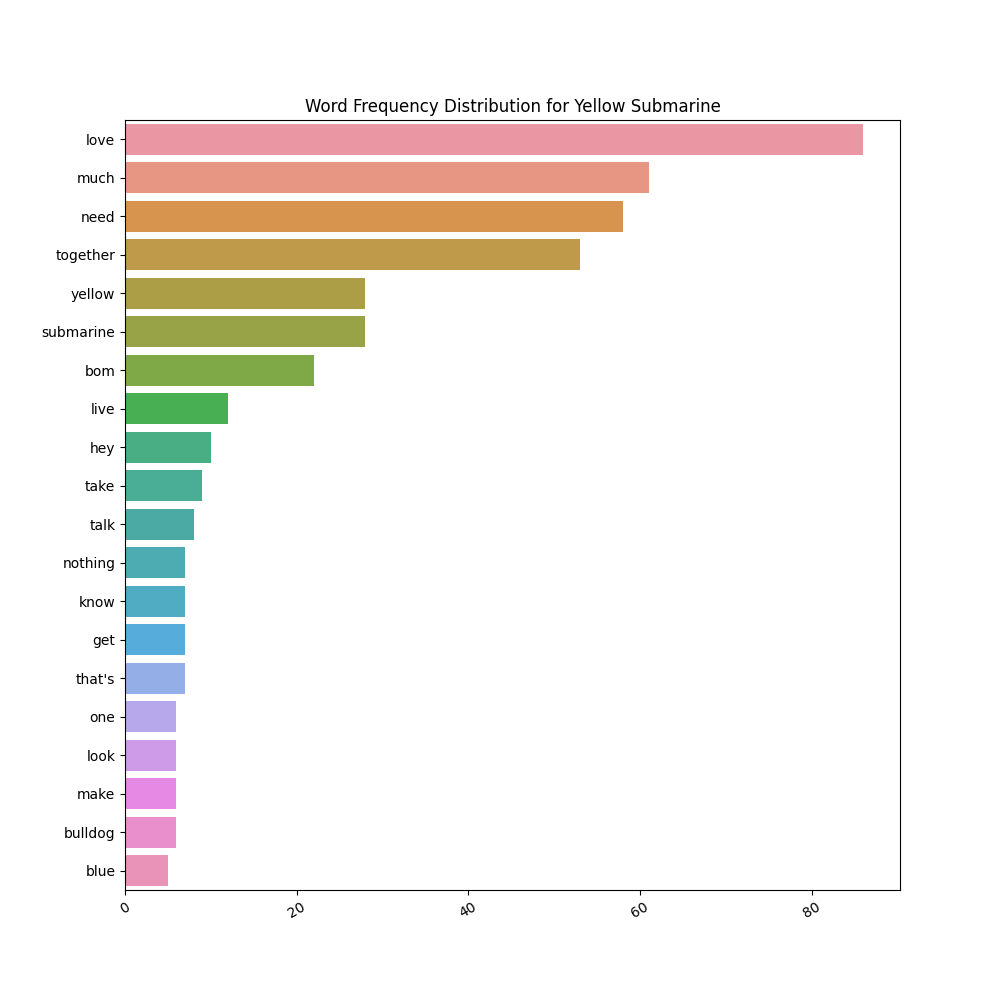 Word Frequency Distribution for Yellow Submarine
love
much
need
together
yellow
submarine
bom
live
hey
take
talk
nothing
know
get
that's
one
look
make
bulldog
blue
0 20 40 60 80